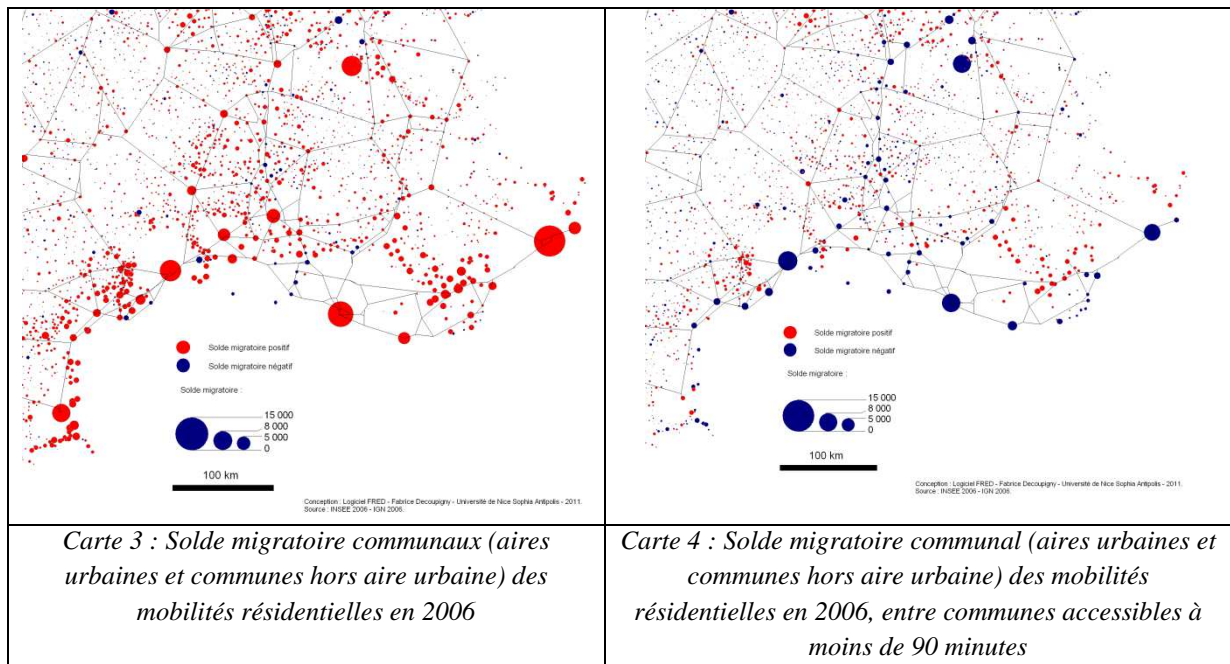 Solde migratoire positif
Solde migratoire négatif
Solde migratoire :
15 000
8 000
5 000
0
100 km
Conception : Logiciel FRED - Fabrice Decoupigny - Université de Nice Sophia Antipolis - 2011.
Source : INSEE 2006 - IGN 2006.
Carte 3 : Solde migratoire communaux (aires
urbaines et communes hors aire urbaine) des
mobilités résidentielles en 2006
Solde migratoire positif
Solde migratoire négatif
Solde migratoire :
15 000
8 000
5 000
0
100 km
Conception : Logiciel FRED - Fabrice Decoupigny - Université de Nice Sophia Antipolis - 2011.
Source : INSEE 2006 - IGN 2006.
Carte 4 : Solde migratoire communal (aires urbaines et
communes hors aire urbaine) des mobilités
résidentielles en 2006, entre communes accessibles à
moins de 90 minutes